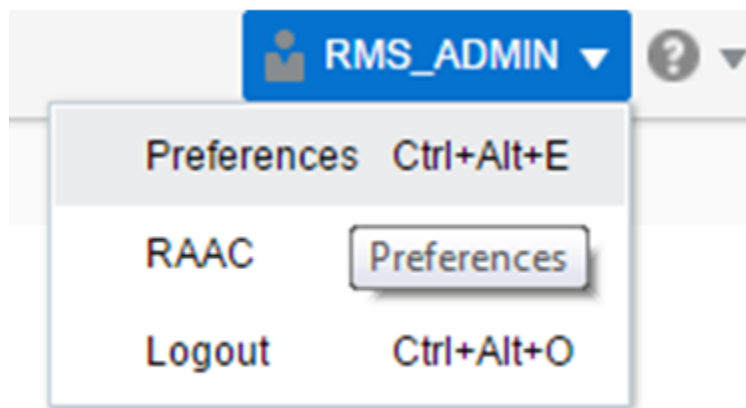 RMS_ADMIN
Preferences Ctrl+Alt+E
RAAC
Preferences
Logout Ctrl+Alt+O